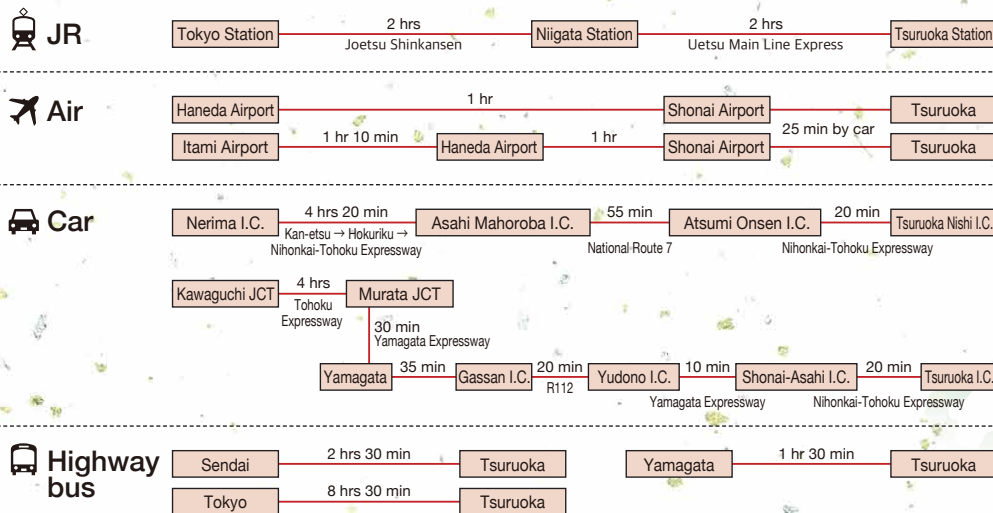 JR
Tokyo Station
2 hrs
Joetsu Shinkansen
Niigata Station
2 hrs
Uetsu Main Line Express
Tsuruoka Station
Air
Haneda Airport
1 hr
Shonai Airport
Tsuruoka
Itami Airport
1 hr 10 min
Haneda Airport
1 hr
Shonai Airport
25 min by car
Tsuruoka
Car
Nerima I.C.
4 hrs 20 min
Kan-etsu → Hokuriku →
Nihonkai-Tohoku Expressway
Asahi Mahoroba I.C.
55 min
National Route 7
Atsumi Onsen I.C.
20 min
Nihonkai-Tohoku Expressway
Tsuruoka Nishi I.C.
Kawaguchi JCT
4 hrs
Tohoku
Expressway
Murata JCT
30 min
Yamagata Expressway
Yamagata
35 min
Gassan I.C.
20 min
R112
Yudono I.C.
10 min
Yamagata Expressway
Shonai-Asahi I.C.
20 min
Nihonkai-Tohoku Expressway
Tsuruoka I.C.
Highway
bus
Sendai
2 hrs 30 min
Tsuruoka
Yamagata
1 hr 30 min
Tsuruoka
Tokyo
8 hrs 30 min
Tsuruoka